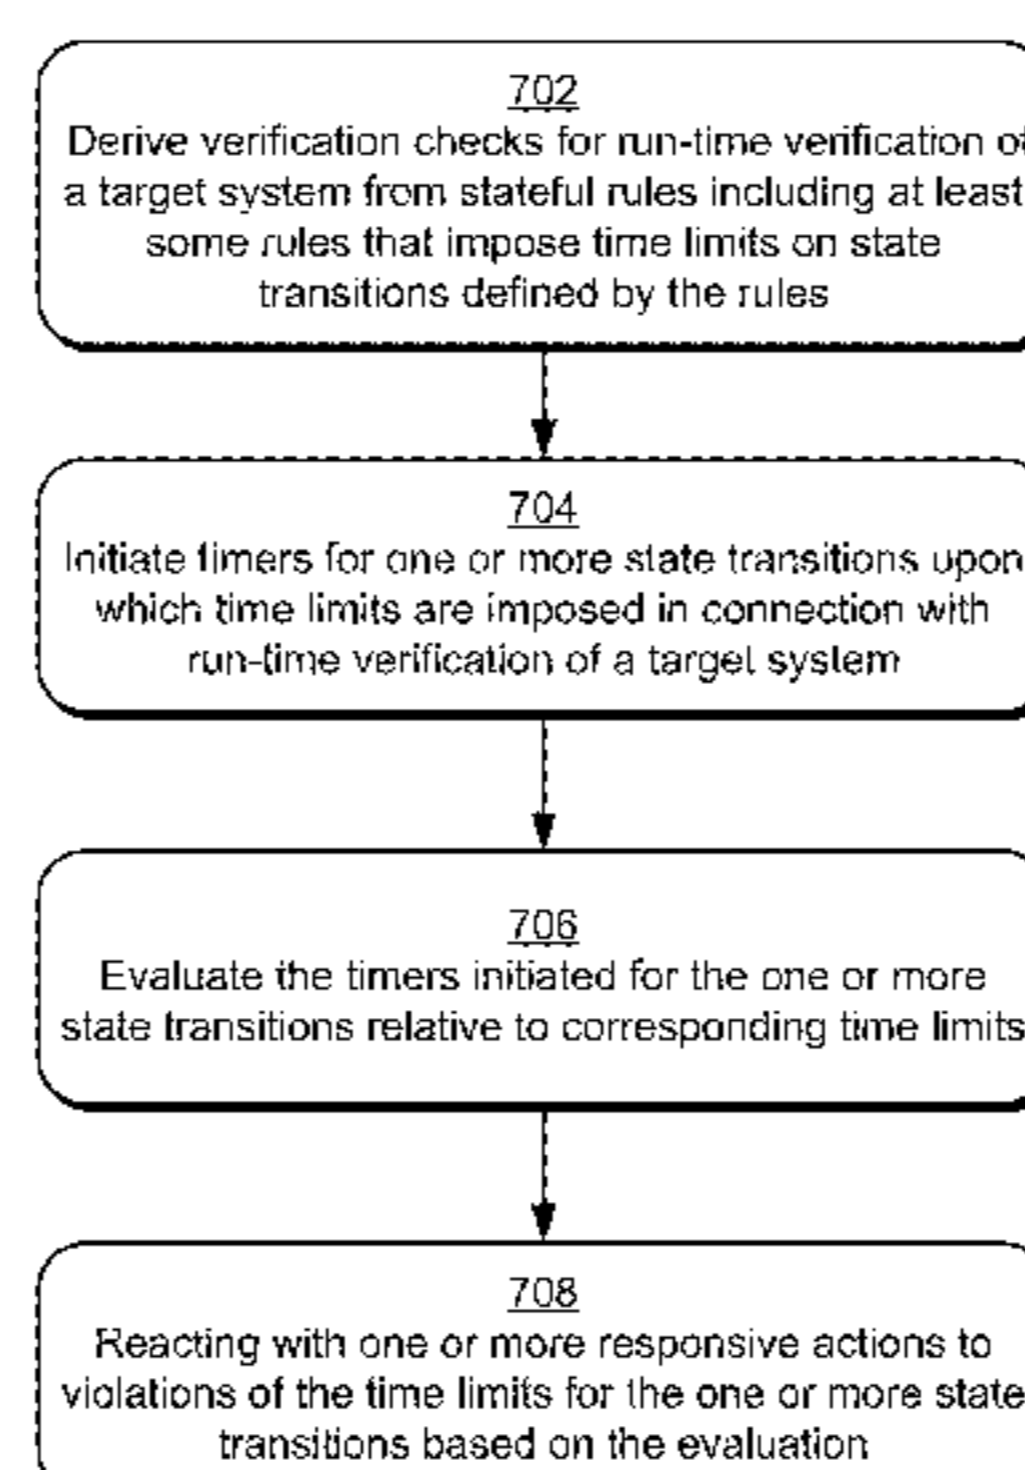 702
Derive verification checks for run-time verification of
a target system from stateful rules including at least
some rules that impose time limits on state
transitions defined by the rules
704
Initiate timers for one or more state transitions upon
which time limits are imposed in connection with
run-time verification of a target system
706
Evaluate the timers initiated for the one or more
state transitions relative to corresponding time limits
708
Reacting with one or more responsive actions to
violations of the time limits for the one or more state
transitions based on the evaluation